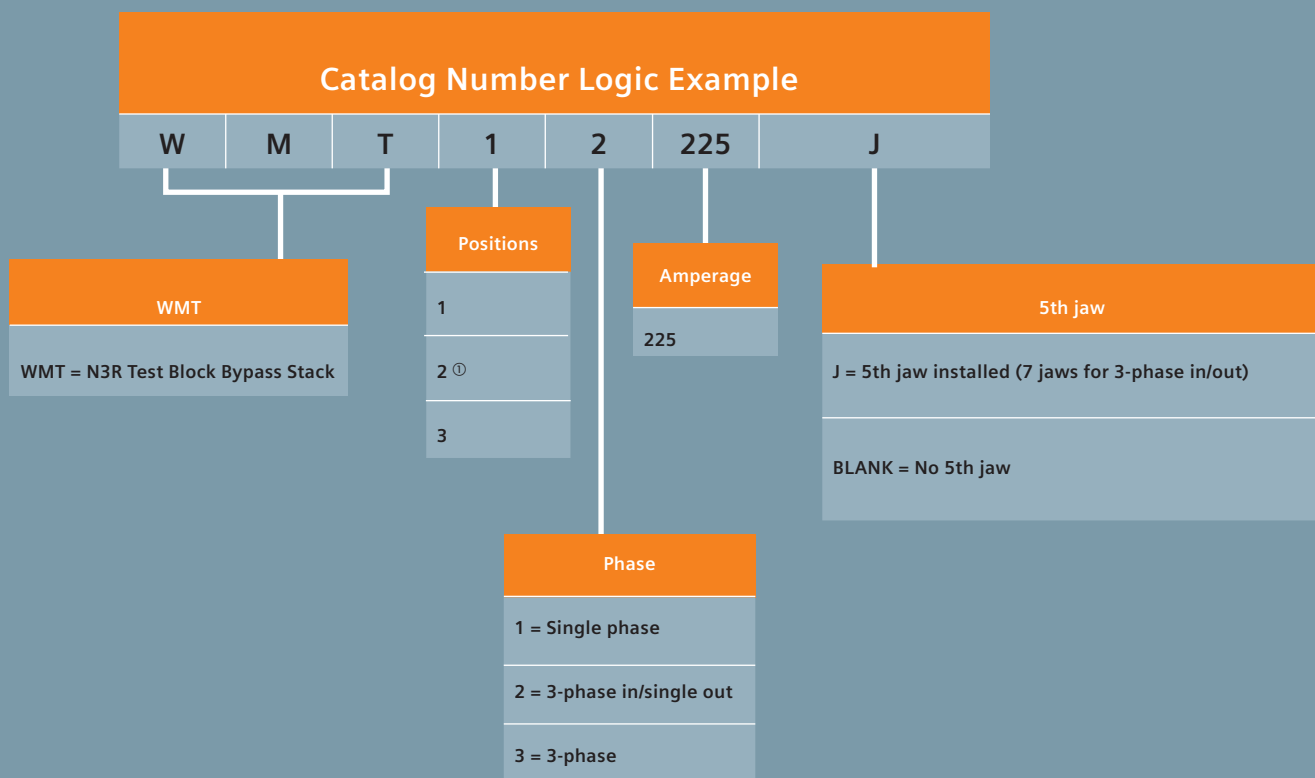 Catalog Number Logic Example
W M T 1 2 225 J
WMT
WMT = N3R Test Block Bypass Stack
Positions
1
2 ①
3
Amperage
225
5th jaw
J = 5th jaw installed (7 jaws for 3-phase in/out)
BLANK = No 5th jaw
Phase
1 = Single phase
2 = 3-phase in/single out
3 = 3-phase